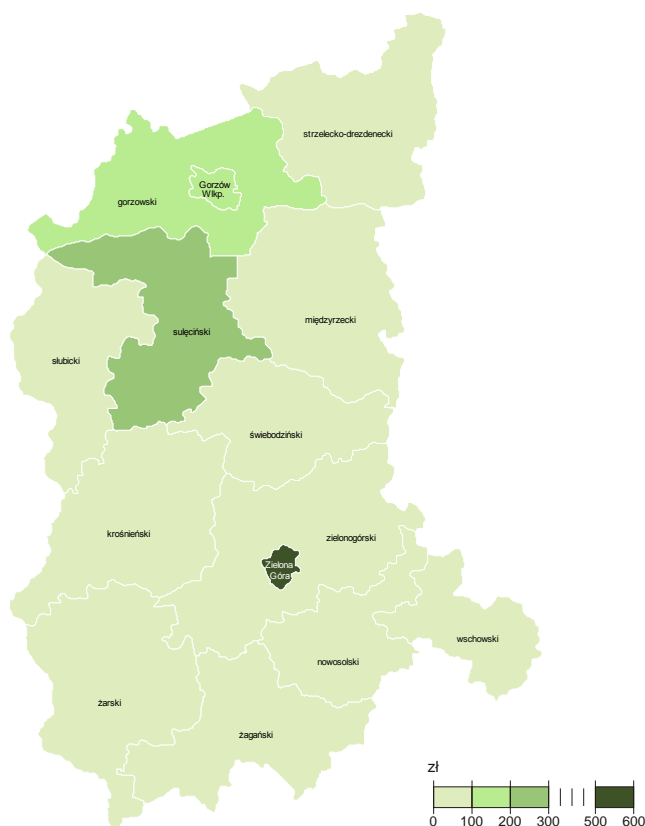 strzelecko-drezdenecki
Gorzów
Wlkp.
gorzowski
międzyrzecki
sulęciński
słubicki
świebodziński
krośnieński
zielonogórski
Zielona
Góra
wschowski
nowosolski
żarski
żagański
zł
0 100 200 300 500 600